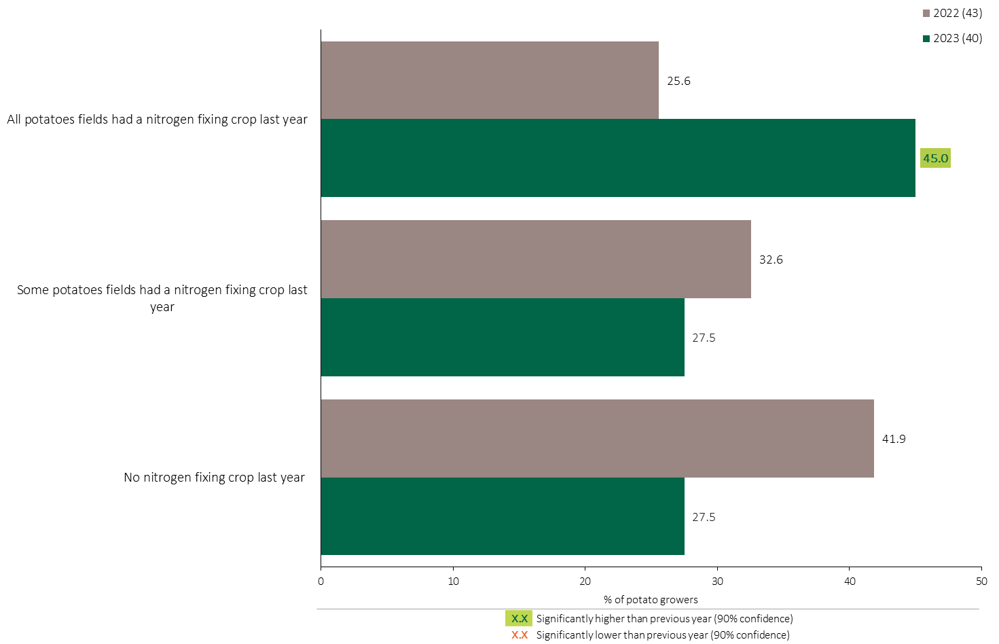 2022 (43)
2023 (40)
All potatoes fields had a nitrogen fixing crop last year
25.6
45.0
Some potatoes fields had a nitrogen fixing crop last
year
32.6
27.5
No nitrogen fixing crop last year
41.9
27.5
0 10 20 30 40 50
% of potato growers
X.X Significantly higher than previous year (90% confidence)
X.X Significantly lower than previous year (90% confidence)